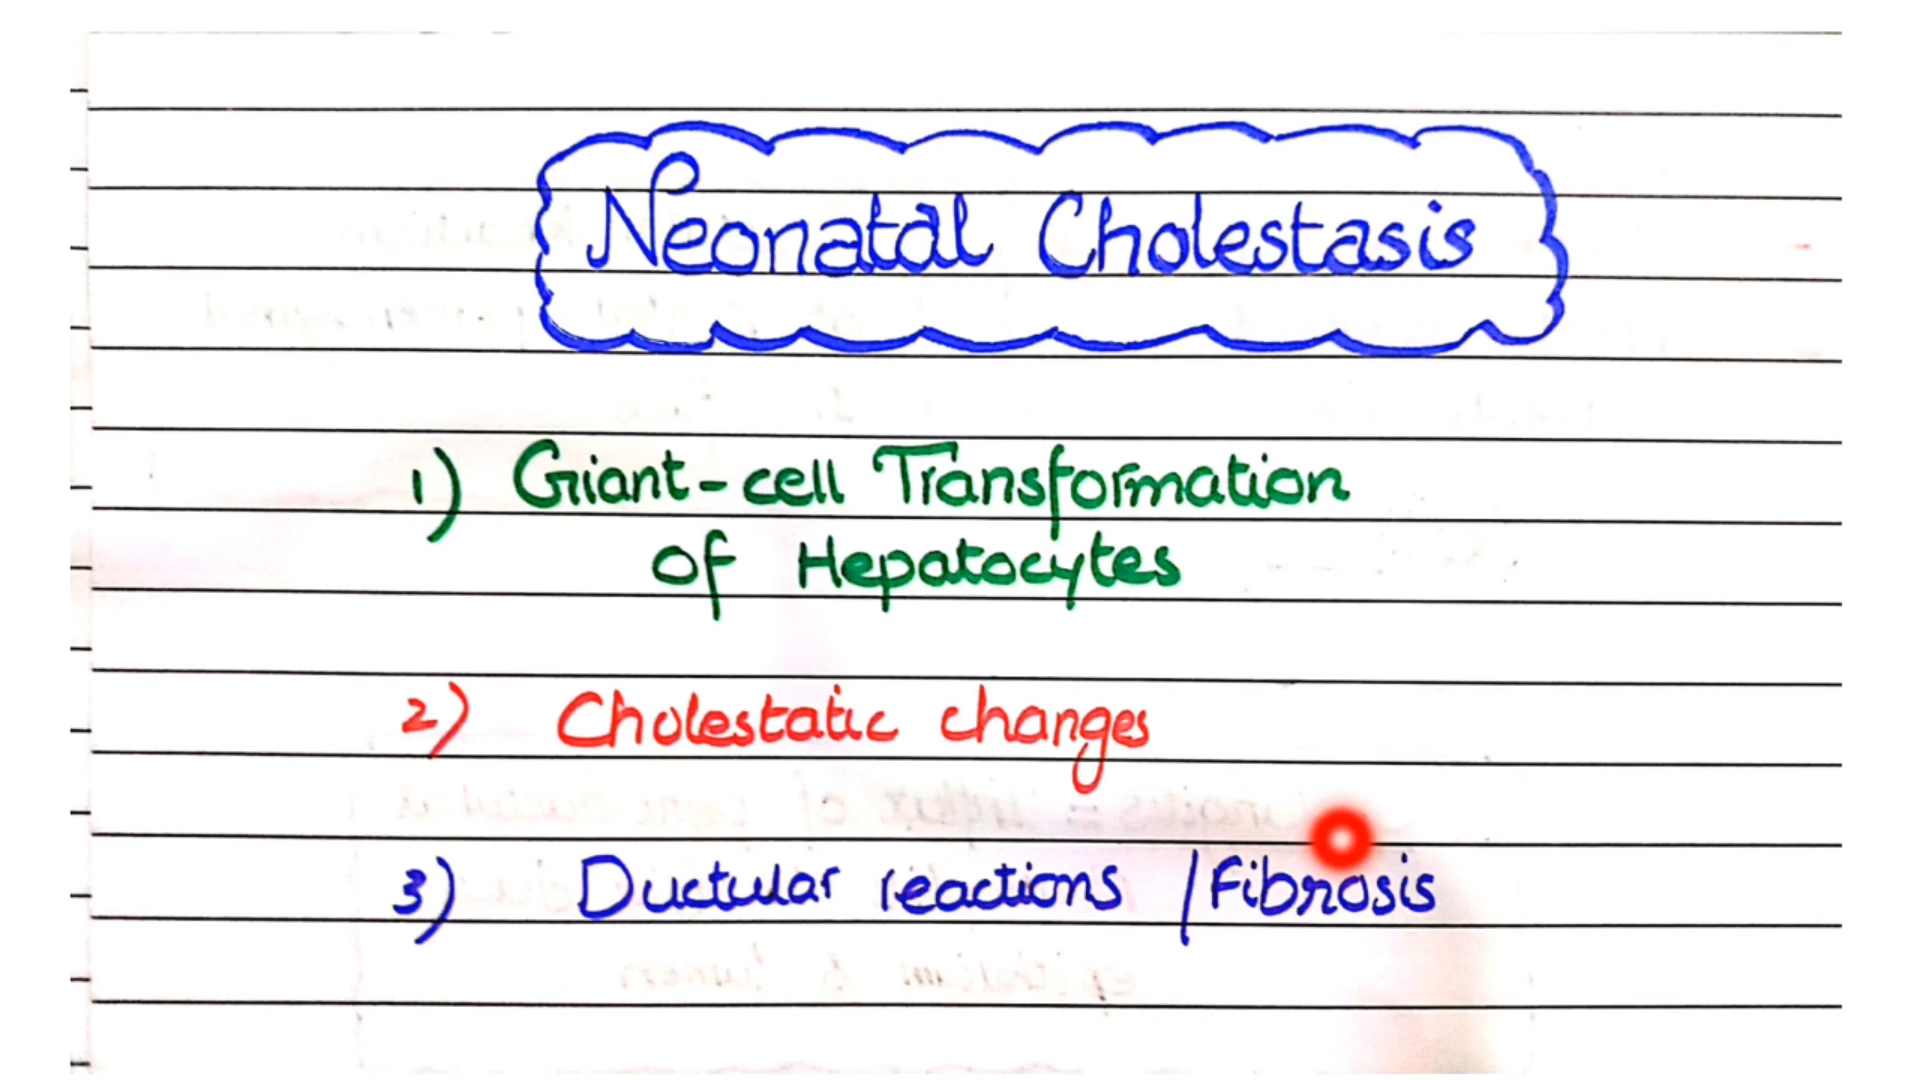 Neonatal Cholestasis
1) Giant-cell Transformation
of Hepatocytes
2) Cholestatic changes
3) Ductular reactions / Fibrosis